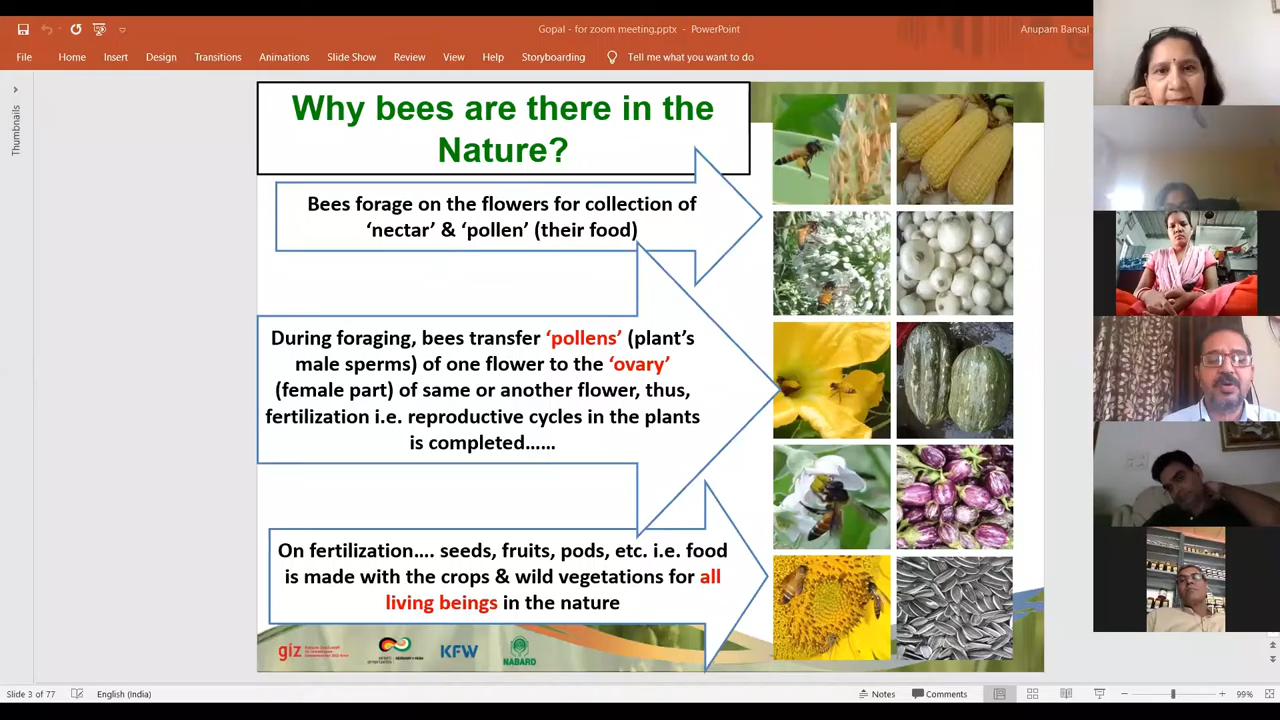 Gopal - for zoom meeting.pptx - PowerPoint
Anupam Bansal
File Home Insert Design Transitions Animations Slide Show Review View Help Storyboarding Tell me what you want to do
Thumbnails
Why bees are there in the
Nature?
Bees forage on the flowers for collection of
‘nectar’ & ‘pollen’ (their food)
During foraging, bees transfer ‘pollens’ (plant’s
male sperms) of one flower to the ‘ovary’
(female part) of same or another flower, thus,
fertilization i.e. reproductive cycles in the plants
is completed……
On fertilization…. seeds, fruits, pods, etc. i.e. food
is made with the crops & wild vegetations for all
living beings in the nature
giz
KFW
NABARD
Slide 3 of 77 English (India) Notes Comments 99%